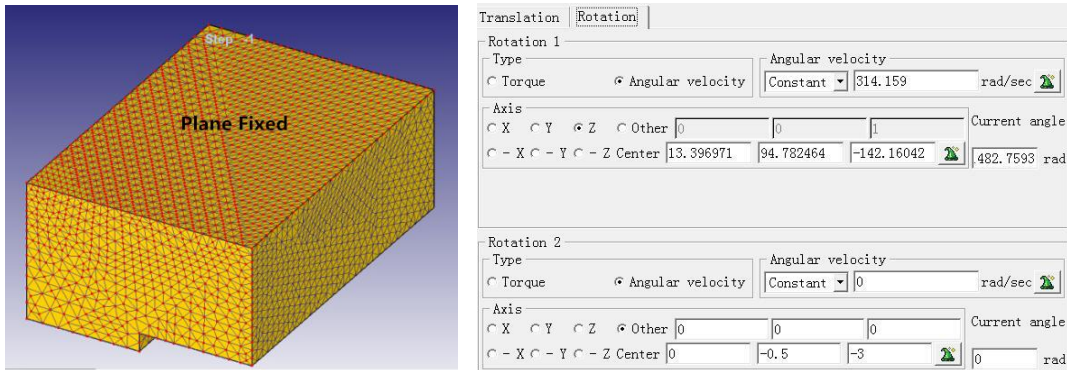 Step -1
Plane Fixed
Translation Rotation
Rotation 1
Type
Torque Angular velocity
Angular velocity
Constant 314.159 rad/sec
Axis
X Y Z Other 0 0 1
- X - Y - Z Center 13.396971 94.782464 -142.16042
Current angle
482.7593 rad
Rotation 2
Type
Torque Angular velocity
Angular velocity
Constant 0 rad/sec
Axis
X Y Z Other 0 0 0
- X - Y - Z Center 0 -0.5 -3
Current angle
0 rad